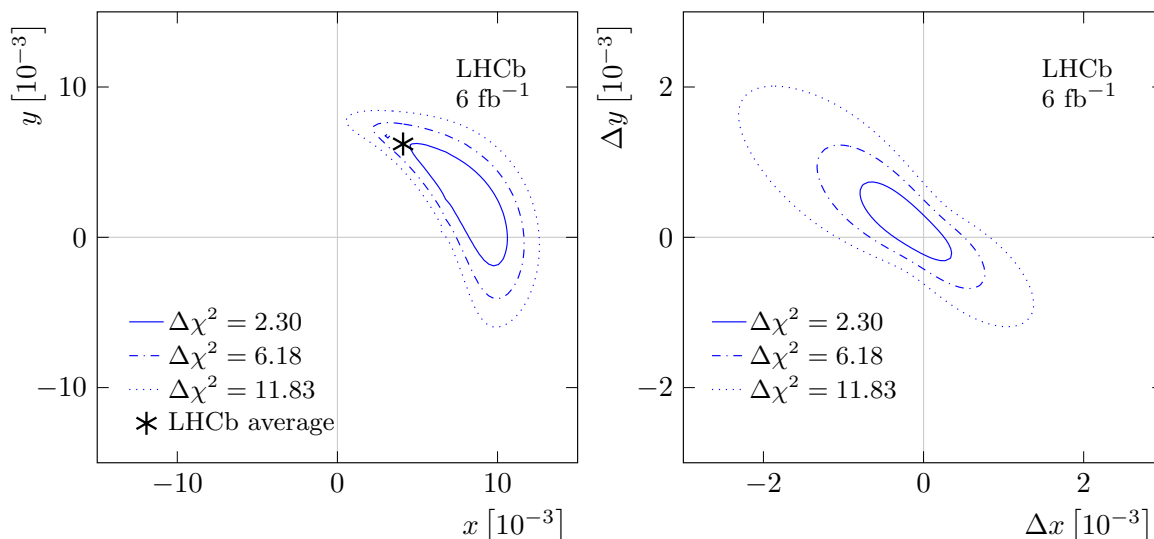 y [10⁻³]
10
0
−10
LHCb
6 fb⁻¹
Δχ² = 2.30
Δχ² = 6.18
Δχ² = 11.83
LHCb average
−10 0 10
x [10⁻³]
Δy [10⁻³]
2
0
−2
LHCb
6 fb⁻¹
Δχ² = 2.30
Δχ² = 6.18
Δχ² = 11.83
−2 0 2
Δx [10⁻³]